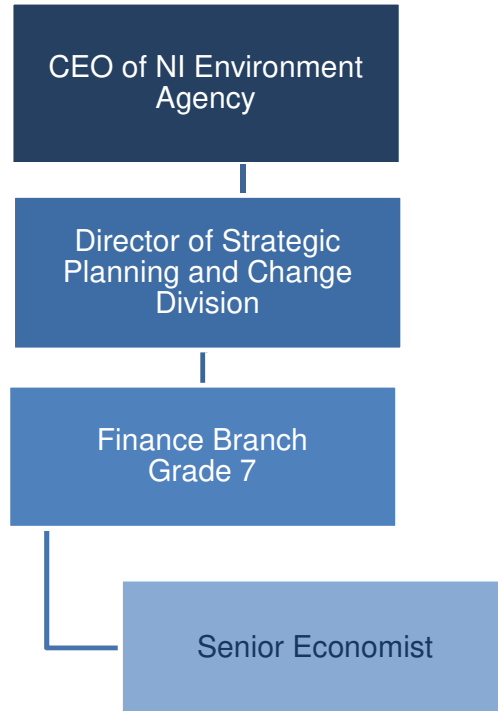 CEO of NI Environment
Agency
Director of Strategic
Planning and Change
Division
Finance Branch
Grade 7
Senior Economist